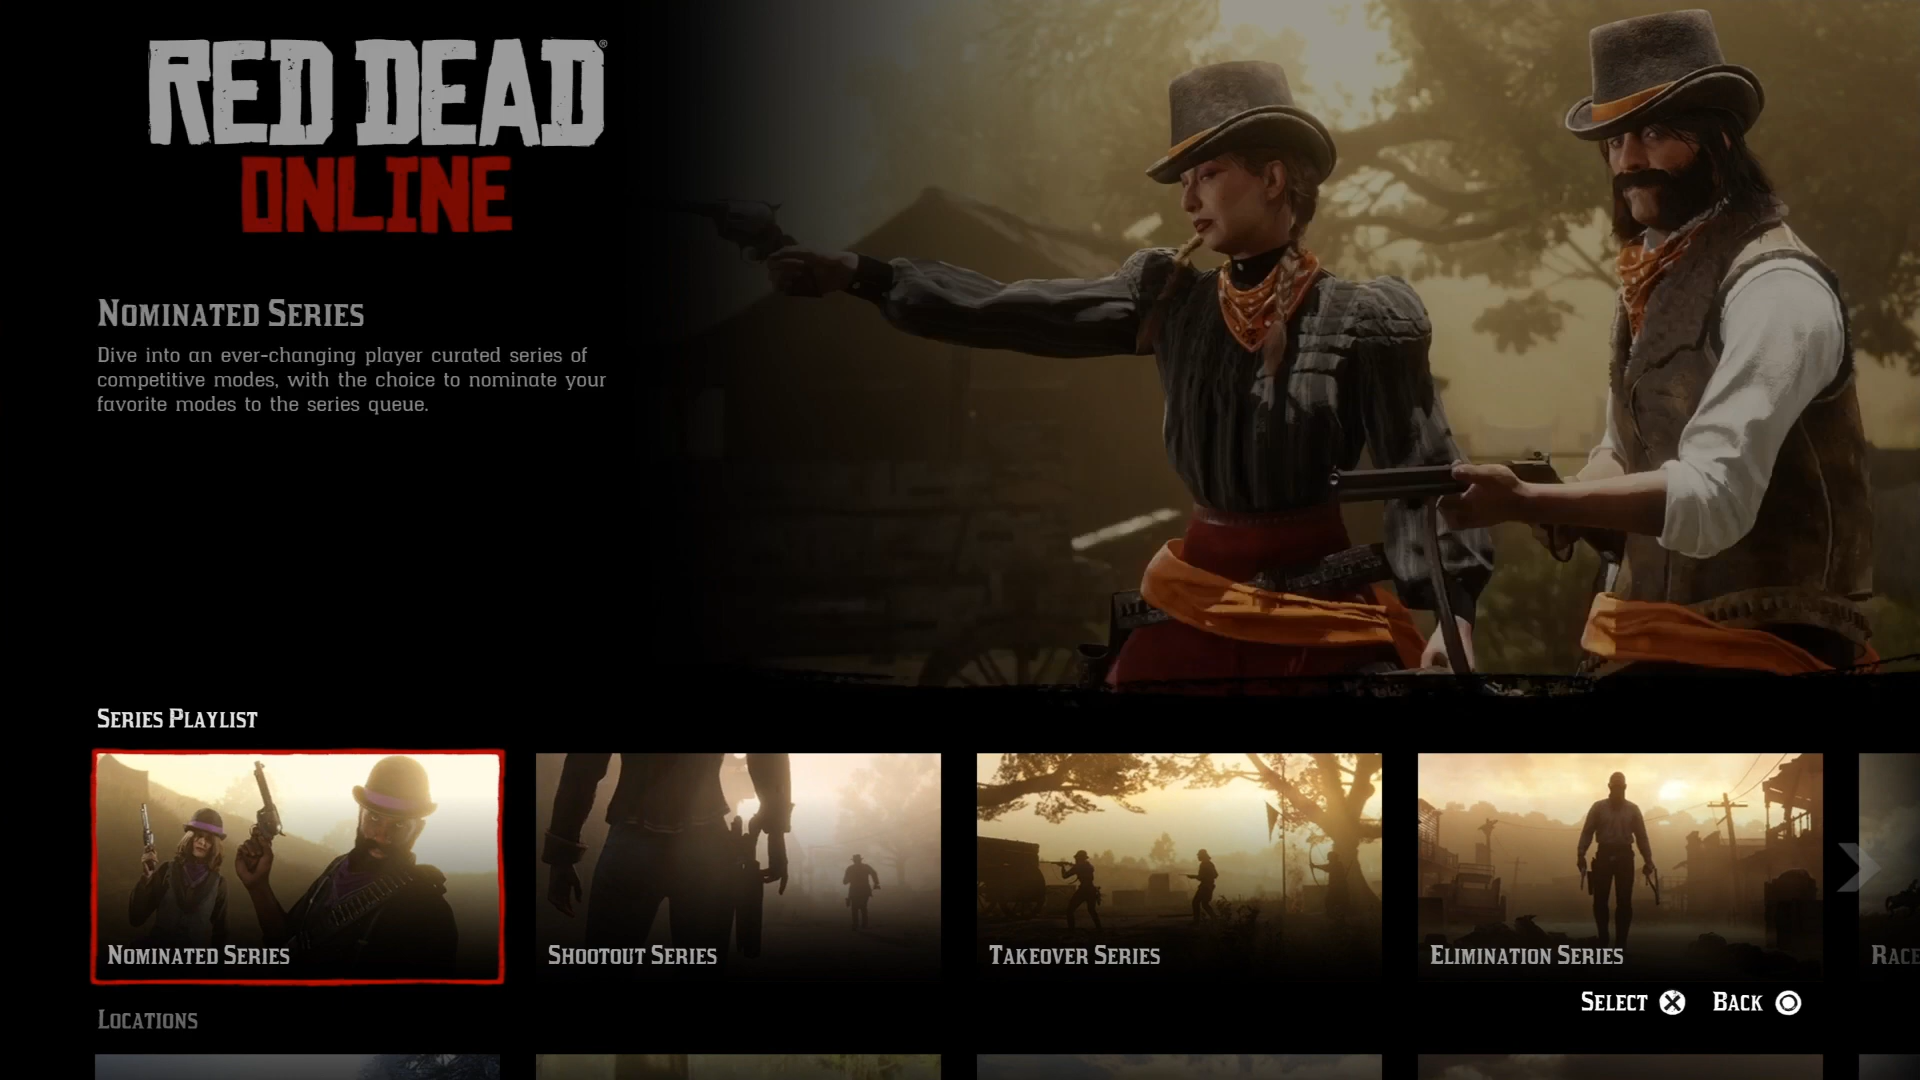 RED DEAD®
ONLINE
NOMINATED SERIES
Dive into an ever-changing player curated series of
competitive modes, with the choice to nominate your
favorite modes to the series queue.
SERIES PLAYLIST
NOMINATED SERIES
SHOOTOUT SERIES
TAKEOVER SERIES
ELIMINATION SERIES
RACE
SELECT
BACK
LOCATIONS